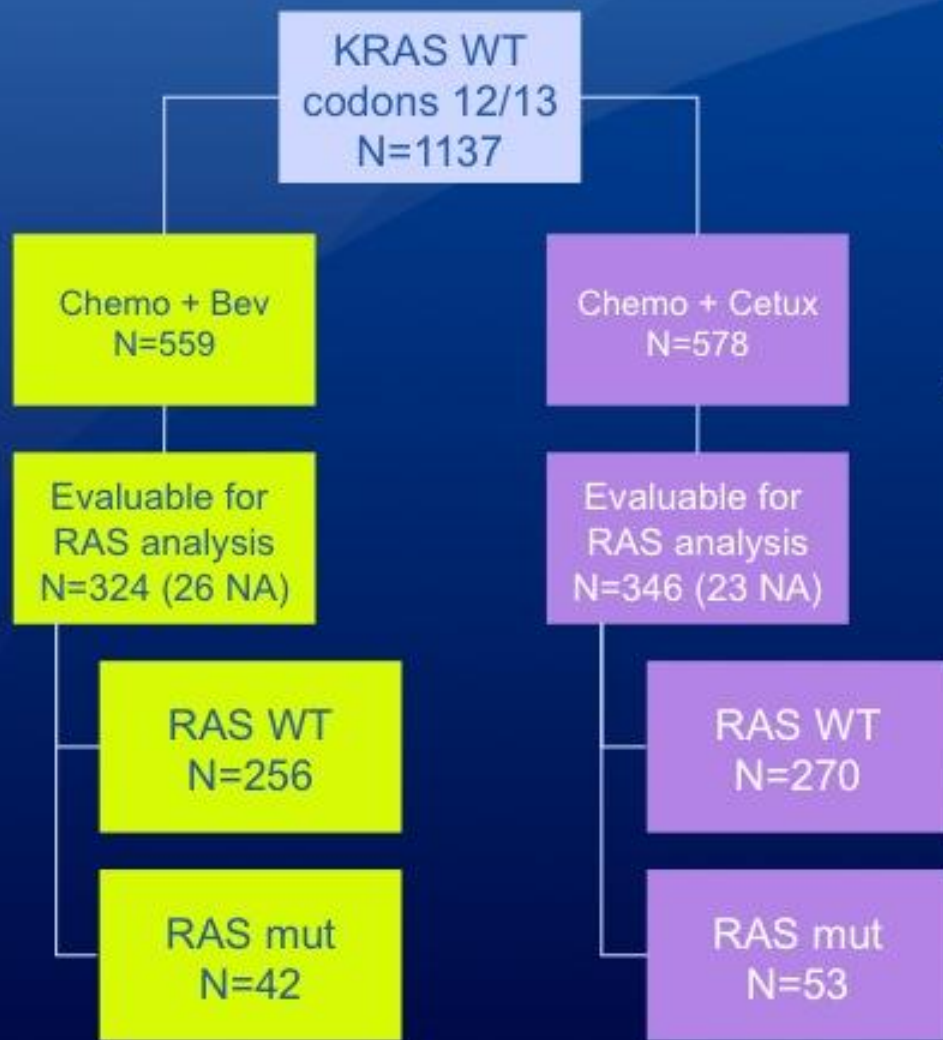 KRAS WT
codons 12/13
N=1137
Chemo + Bev
N=559
Chemo + Cetux
N=578
Evaluable for
RAS analysis
N=324 (26 NA)
Evaluable for
RAS analysis
N=346 (23 NA)
RAS WT
N=256
RAS WT
N=270
RAS mut
N=42
RAS mut
N=53